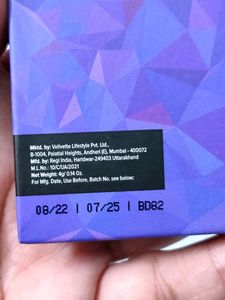 Mktd. by: Velvette Lifestyle Pvt. Ltd.,
B-1004, Palatial Heights, Andheri (E), Mumbai - 400072
Mfd. by: Regi India, Haridwar-249403 Uttarakhand
M.L.No.: 10/C/UA/2021
Net Weight: 4g/ 0.14 Oz.
For Mfg. Date, Use Before, Batch No. see below:
08/22 | 07/25 | BD82